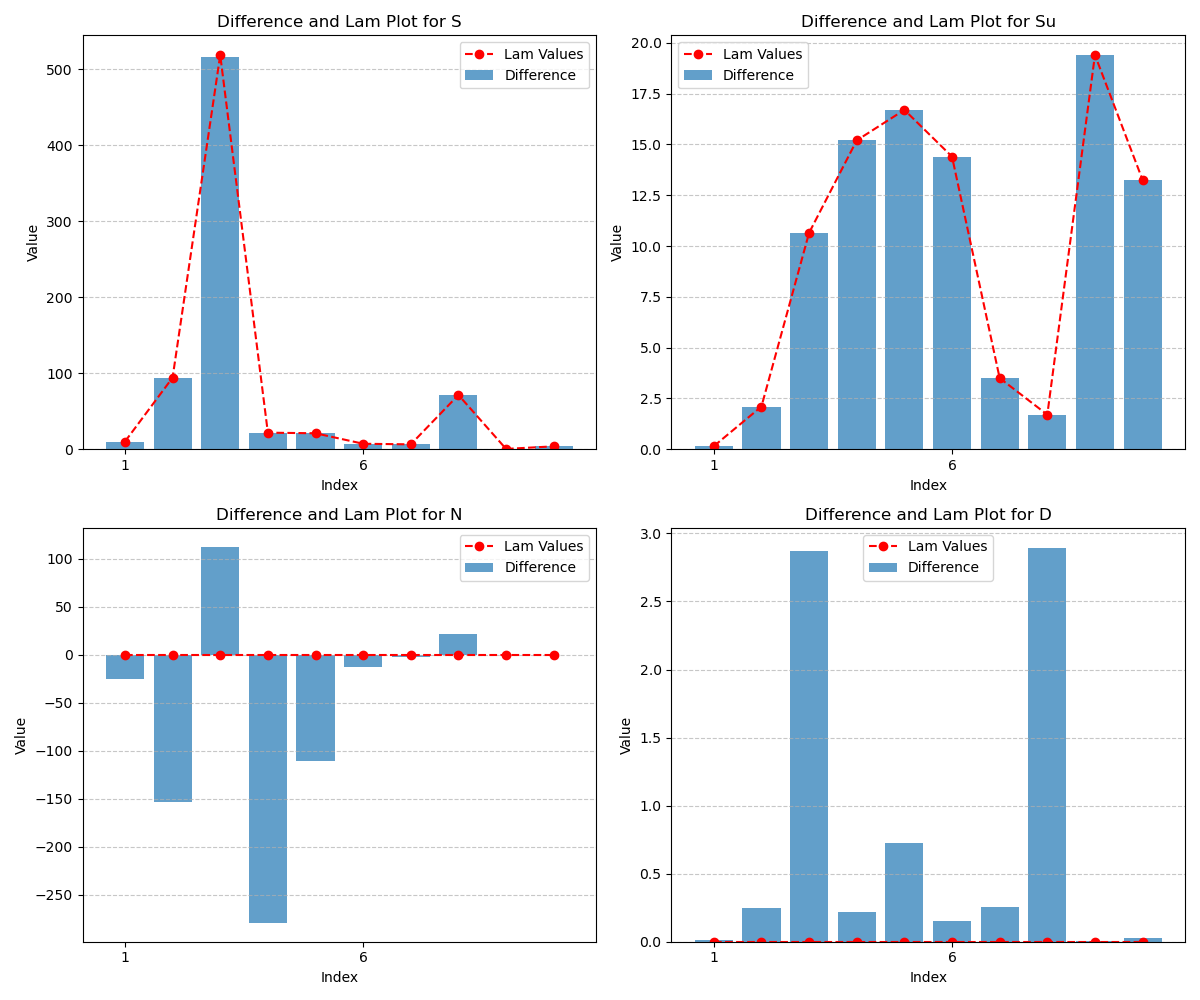 Difference and Lam Plot for S
Value
500
400
300
200
100
0
Lam Values
Difference
1
6
Index
Difference and Lam Plot for Su
Value
20.0
17.5
15.0
12.5
10.0
7.5
5.0
2.5
0.0
Lam Values
Difference
1
6
Index
Difference and Lam Plot for N
Value
100
50
0
−50
−100
−150
−200
−250
Lam Values
Difference
1
6
Index
Difference and Lam Plot for D
Value
3.0
2.5
2.0
1.5
1.0
0.5
0.0
Lam Values
Difference
1
6
Index